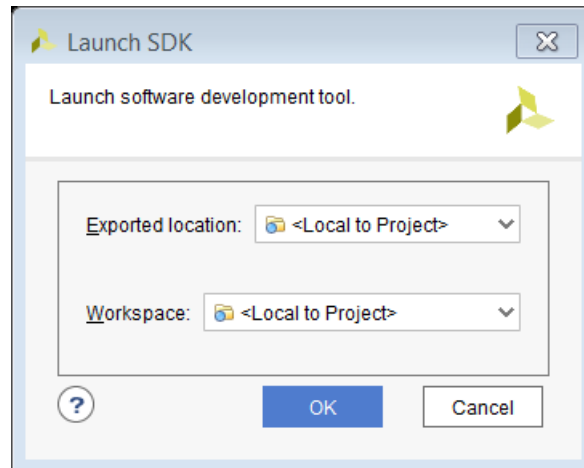 Launch SDK
Launch software development tool.
Exported location: <Local to Project>
Workspace: <Local to Project>
? OK Cancel